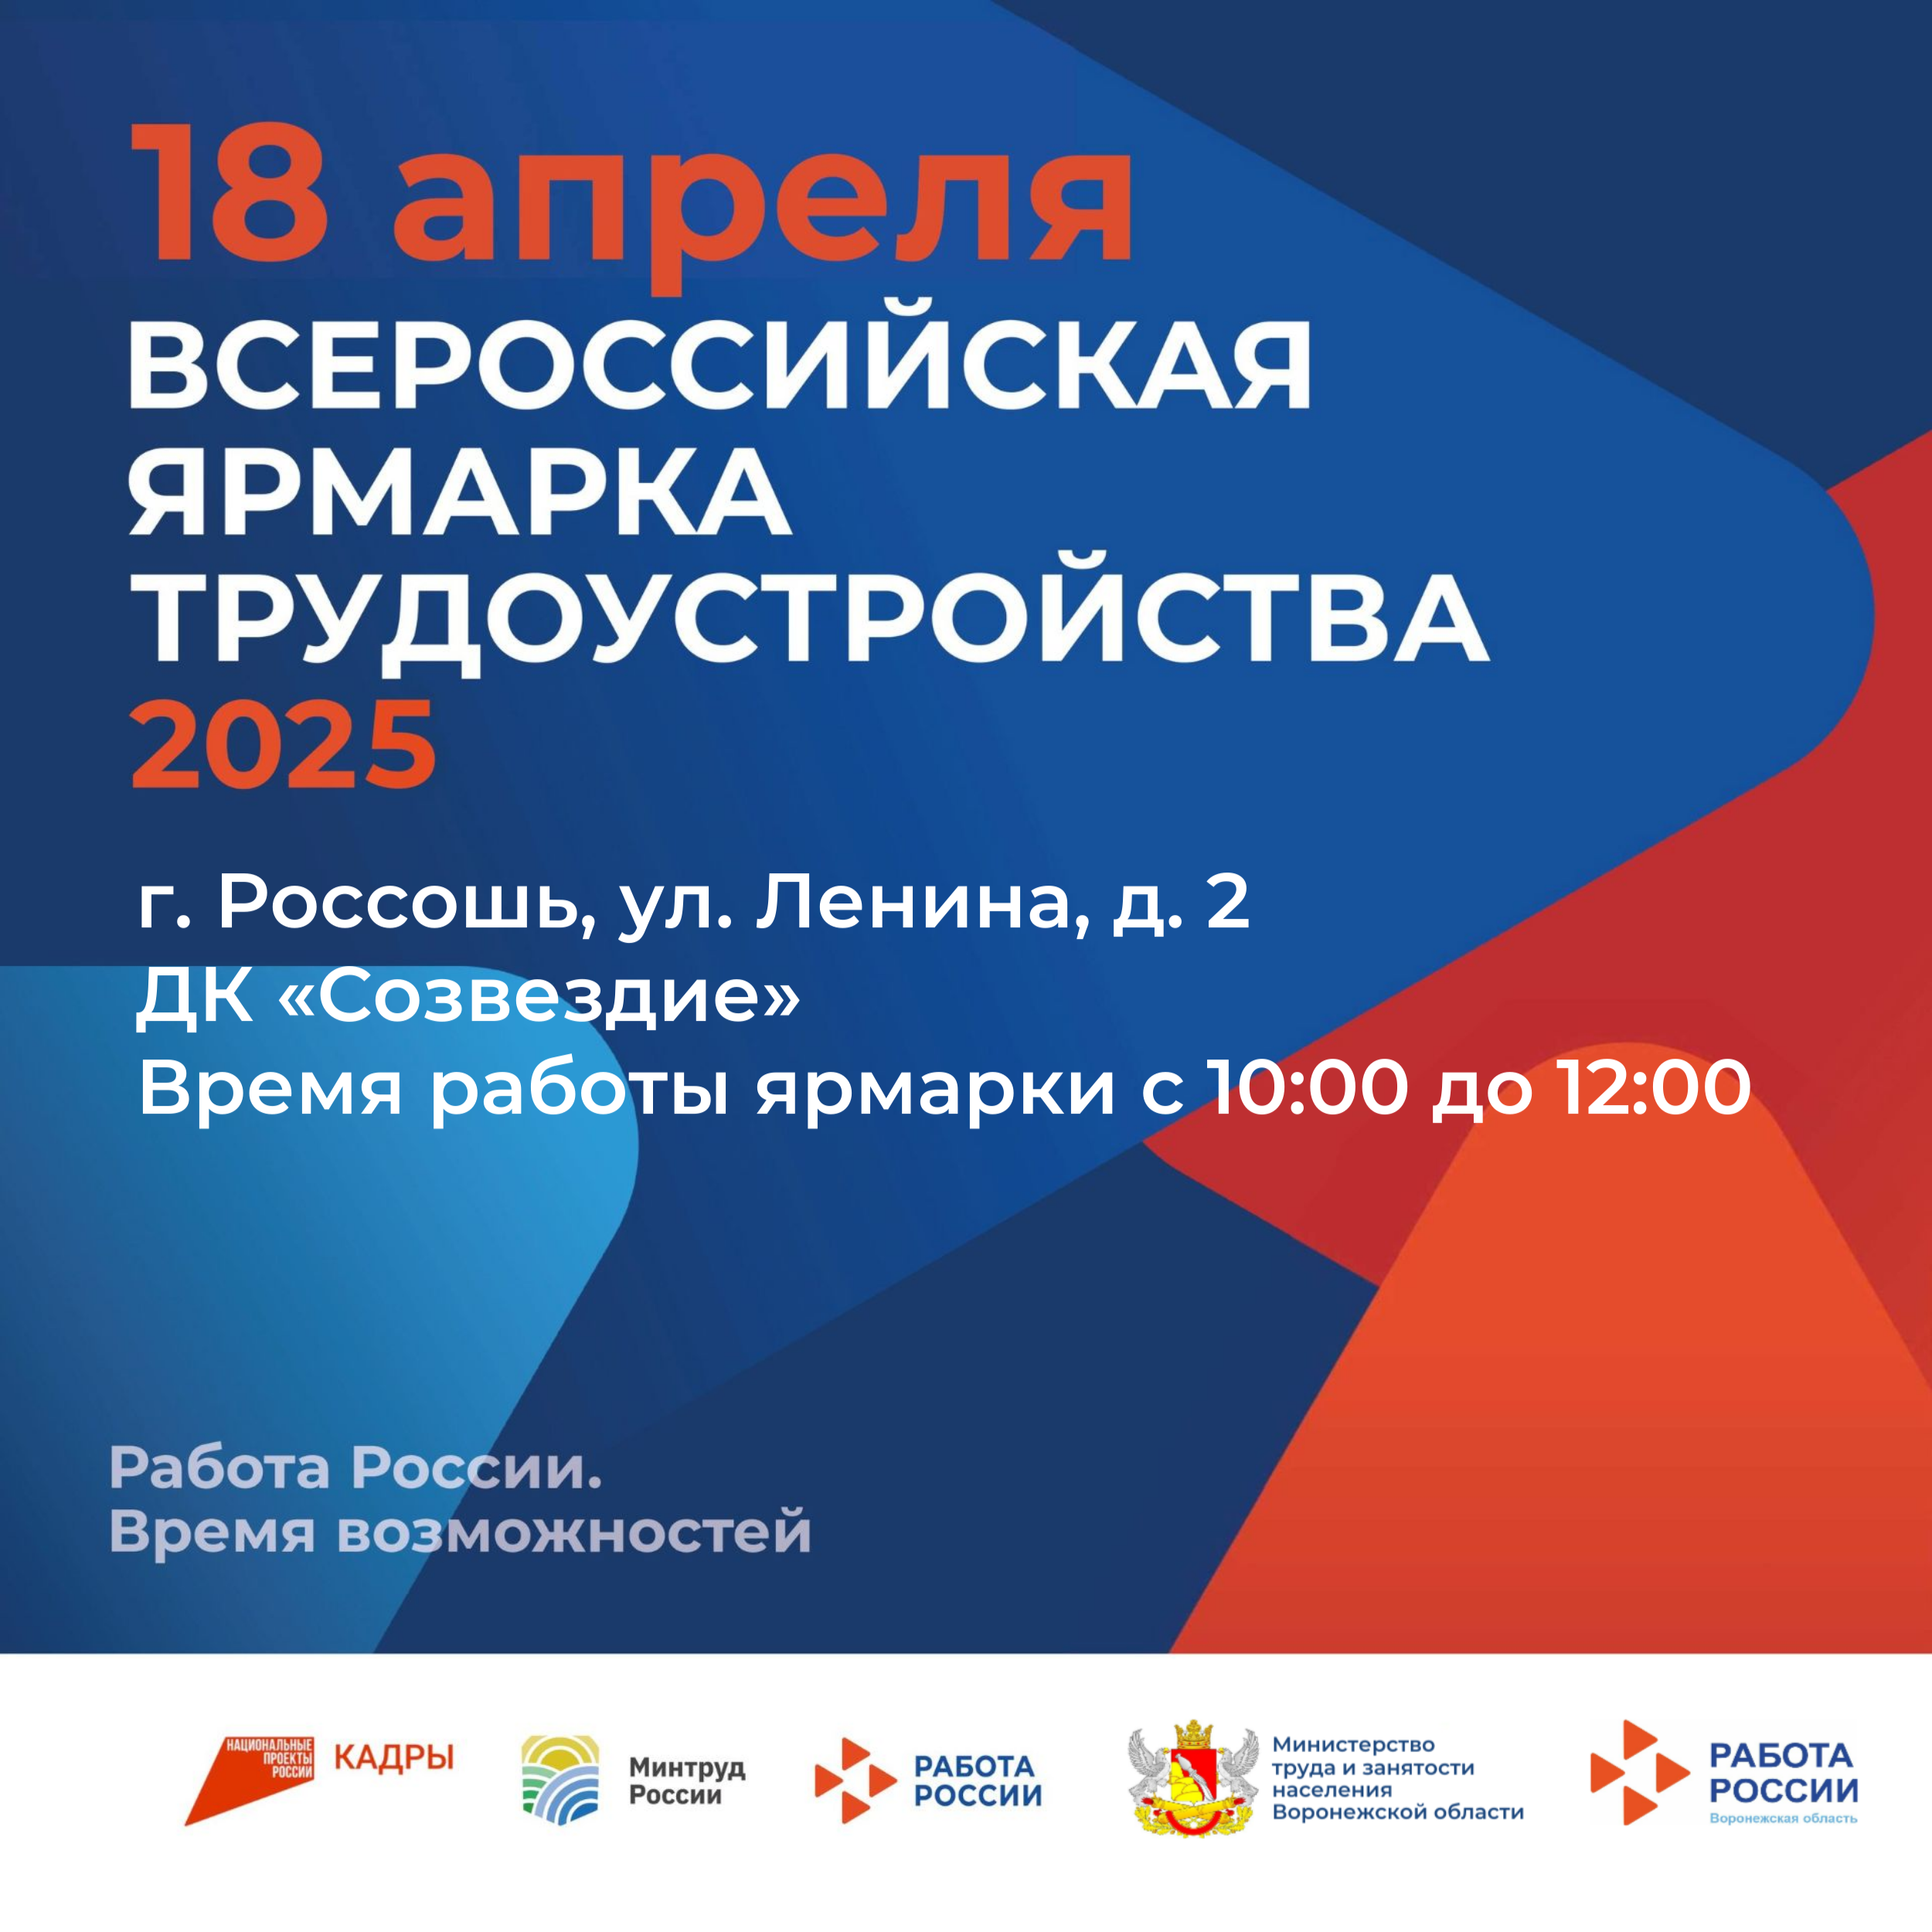 18 апреля
ВСЕРОССИЙСКАЯ
ЯРМАРКА
ТРУДОУСТРОЙСТВА
2025
г. Россошь, ул. Ленина, д. 2
ДК «Созвездие»
Время работы ярмарки с 10:00 до 12:00
Работа России.
Время возможностей
НАЦИОНАЛЬНЫЕ
ПРОЕКТЫ
РОССИИ
КАДРЫ
Минтруд
России
РАБОТА
РОССИИ
Министерство
труда и занятости
населения
Воронежской области
РАБОТА
РОССИИ
Воронежская область